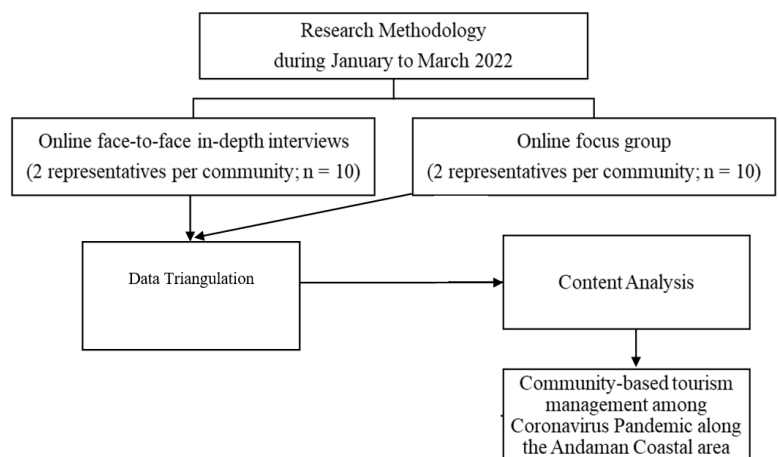 Research Methodology
during January to March 2022
Online face-to-face in-depth interviews
(2 representatives per community; n = 10)
Online focus group
(2 representatives per community; n = 10)
Data Triangulation
Content Analysis
Community-based tourism
management among
Coronavirus Pandemic along
the Andaman Coastal area